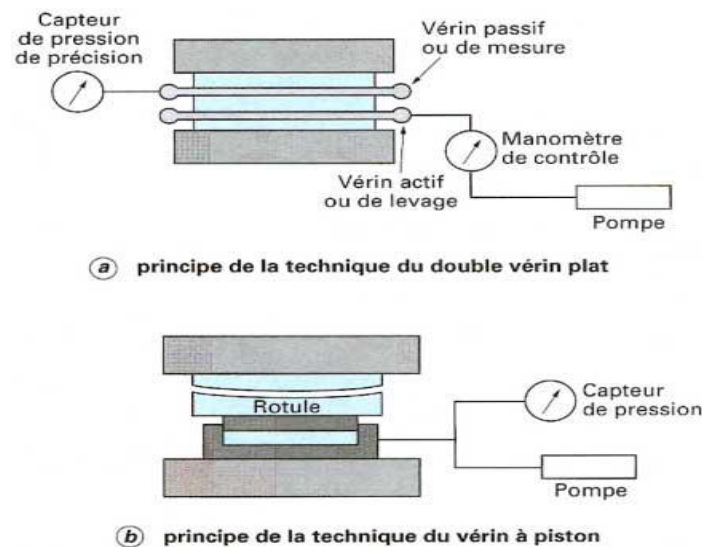 Capteur
de pression
de précision
Vérin passif
ou de mesure
Manomètre
de contrôle
Vérin actif
ou de levage
Pompe
a principe de la technique du double vérin plat
Rotule
Capteur
de pression
Pompe
b principe de la technique du vérin à piston